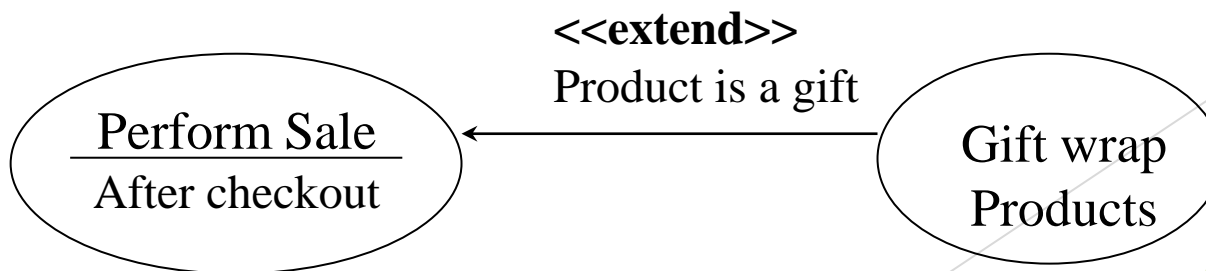 <<extend>>
Product is a gift
Perform Sale
After checkout
Gift wrap
Products